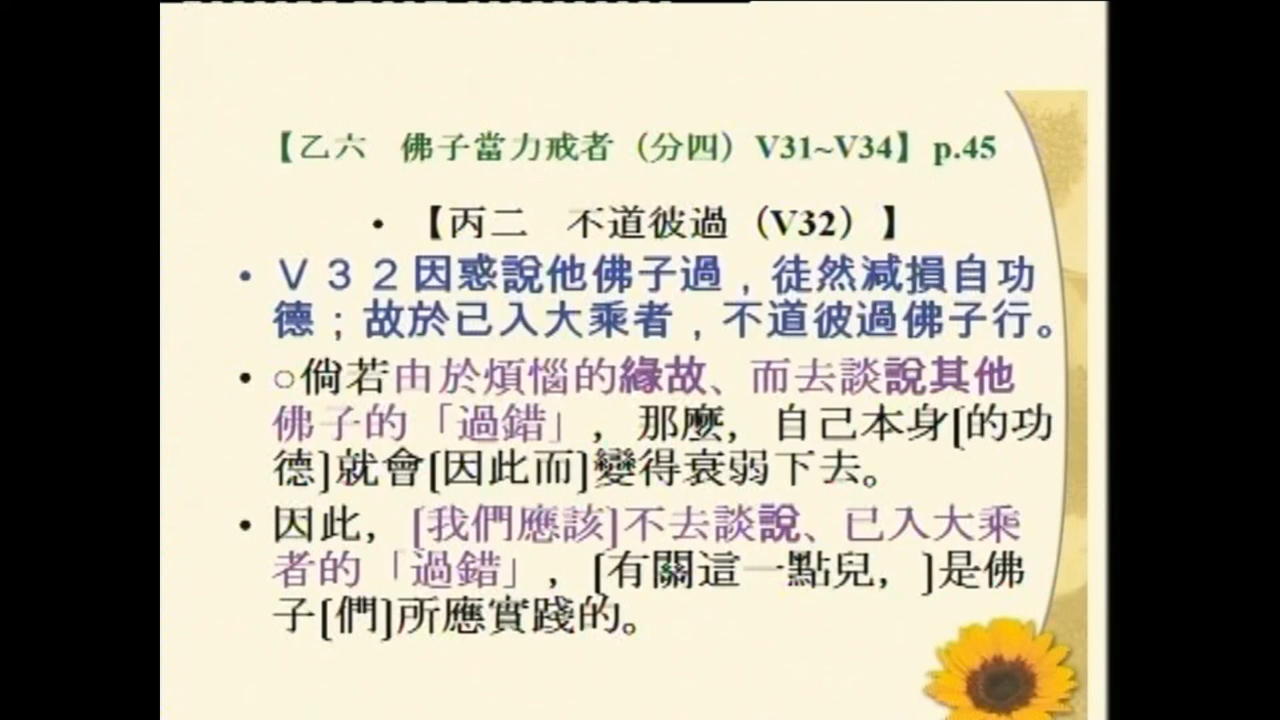 【乙六 佛子當力戒者（分四）V31~V34】p.45
• 【丙二 不道彼過（V32）】
• Ｖ３２因惑說他佛子過，徒然減損自功
德；故於已入大乘者，不道彼過佛子行。
• ○倘若由於煩惱的緣故、而去談說其他
佛子的「過錯」，那麼，自己本身[的功
德]就會[因此而]變得衰弱下去。
• 因此，[我們應該]不去談說、已入大乘
者的「過錯」，[有關這一點兒，]是佛
子[們]所應實踐的。